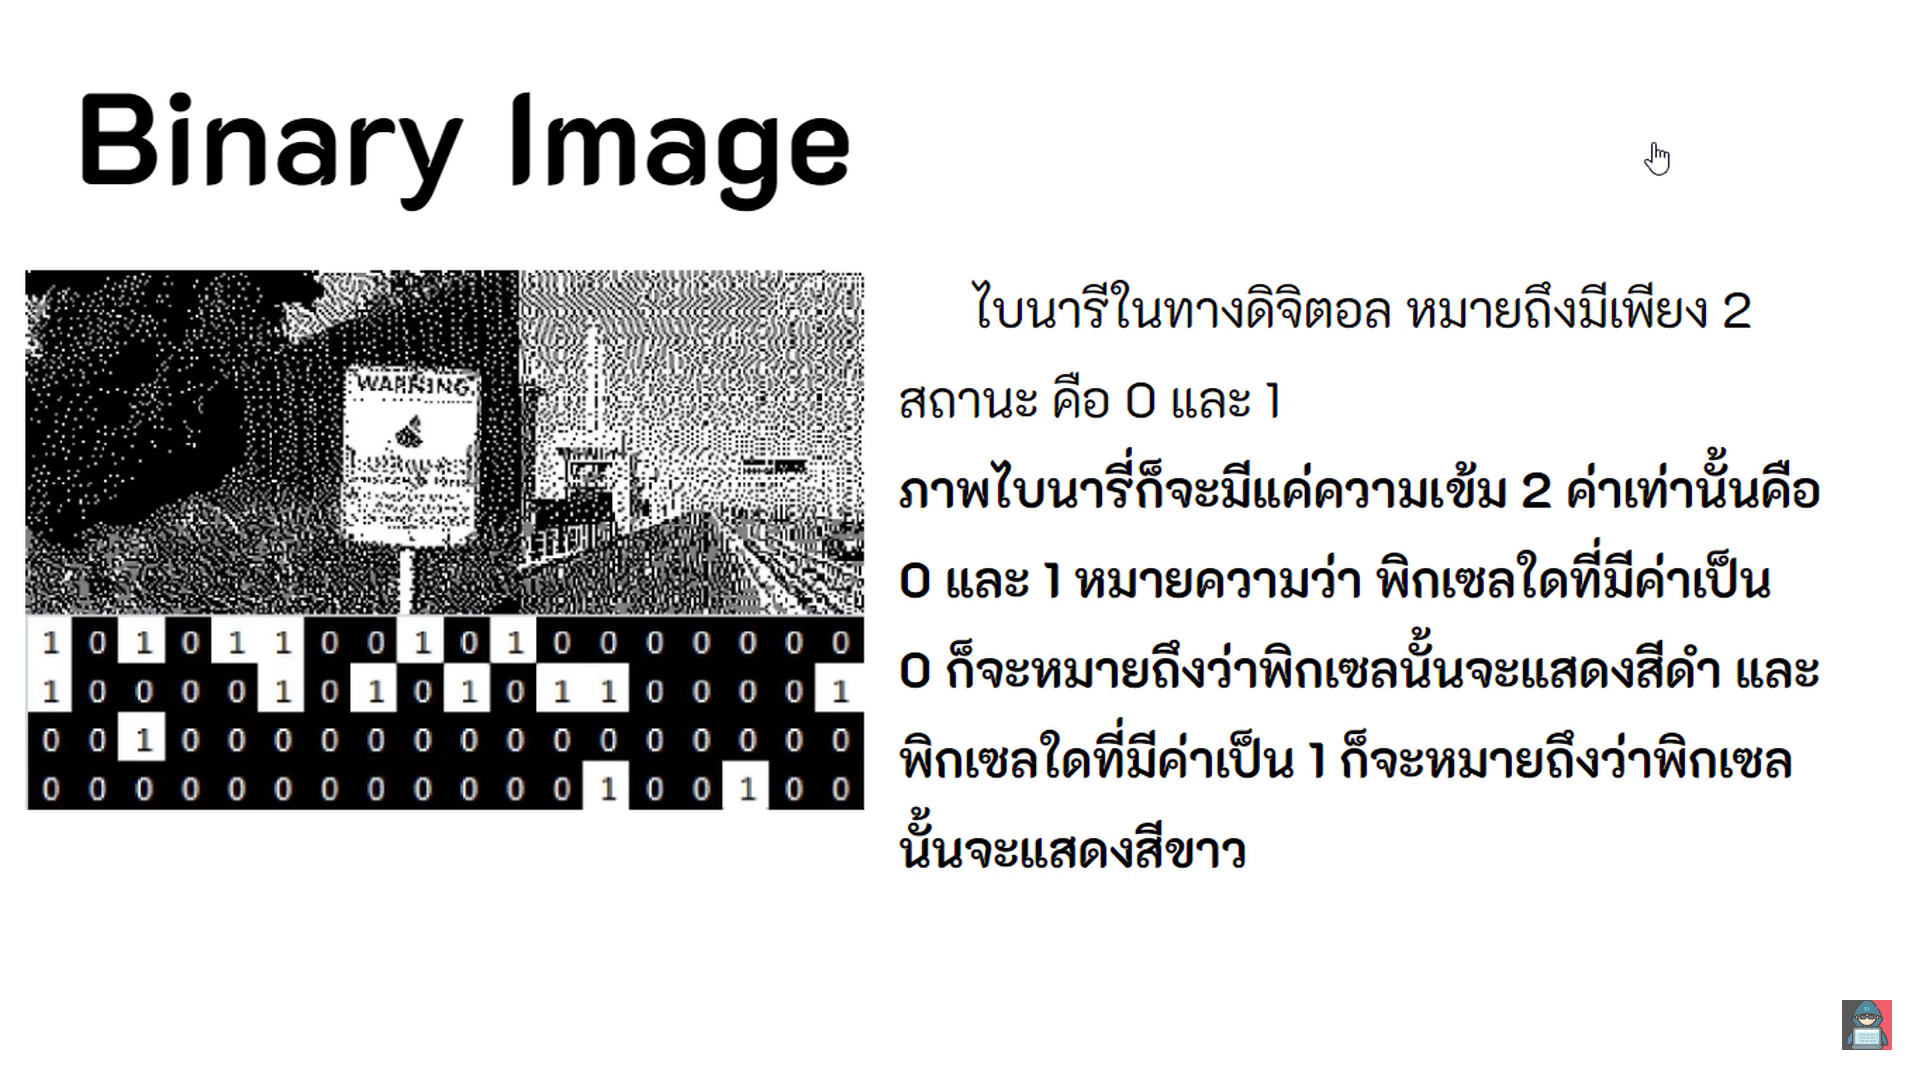 Binary Image
WARNING
1 0 1 0 1 1 0 0 1 0 1 0 0 0 0 0 0 0
1 0 0 0 0 1 0 1 0 1 0 1 1 0 0 0 0 1
0 0 1 0 0 0 0 0 0 0 0 0 0 0 0 0 0 0
0 0 0 0 0 0 0 0 0 0 0 0 1 0 0 1 0 0
ไบนารีในทางดิจิตอล หมายถึงมีเพียง 2
สถานะ คือ 0 และ 1
ภาพไบนารี่ก็จะมีแค่ความเข้ม 2 ค่าเท่านั้นคือ
0 และ 1 หมายความว่า พิกเซลใดที่มีค่าเป็น
0 ก็จะหมายถึงว่าพิกเซลนั้นจะแสดงสีดำ และ
พิกเซลใดที่มีค่าเป็น 1 ก็จะหมายถึงว่าพิกเซล
นั้นจะแสดงสีขาว